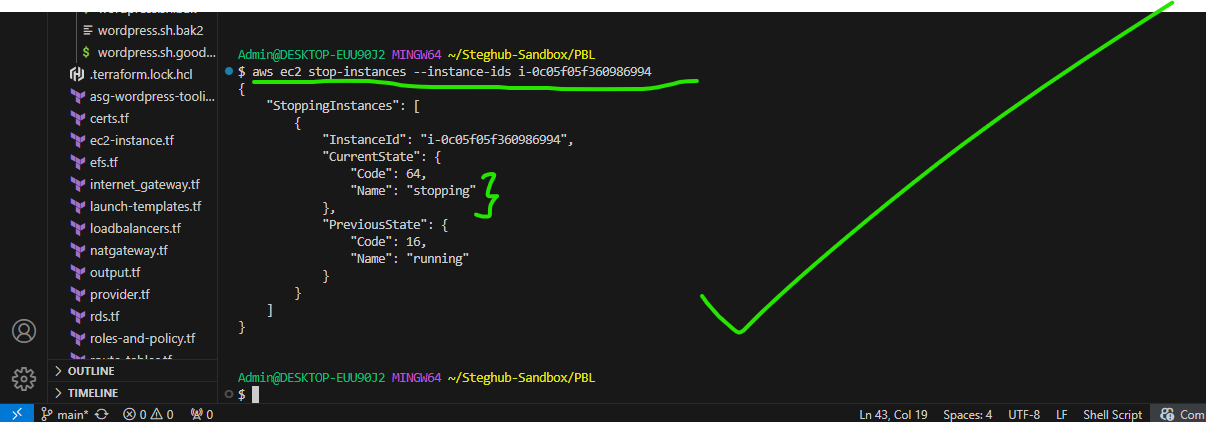 wordpress.sh.bak2
wordpress.sh.good...
.terraform.lock.hcl
asg-wordpress-tooli...
certs.tf
ec2-instance.tf
efs.tf
internet_gateway.tf
launch-templates.tf
loadbalancers.tf
natgateway.tf
output.tf
provider.tf
rds.tf
roles-and-policy.tf
OUTLINE
TIMELINE
Admin@DESKTOP-EUU90J2 MINGW64 ~/Steghub-Sandbox/PBL
$ aws ec2 stop-instances --instance-ids i-0c05f05f360986994
{
"StoppingInstances": [
{
"InstanceId": "i-0c05f05f360986994",
"CurrentState": {
"Code": 64,
"Name": "stopping"
},
"PreviousState": {
"Code": 16,
"Name": "running"
}
}
]
}
Admin@DESKTOP-EUU90J2 MINGW64 ~/Steghub-Sandbox/PBL
$
main* 0 0 0 Ln 43, Col 19 Spaces: 4 UTF-8 LF Shell Script Com